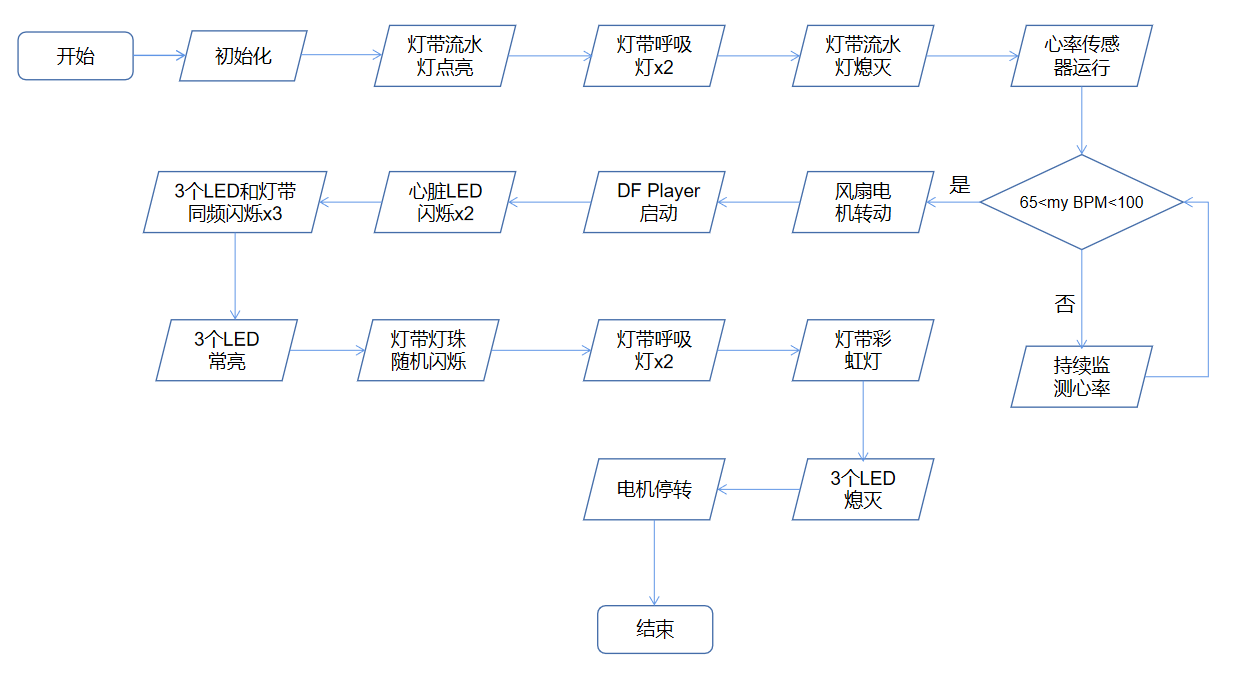 开始
初始化
灯带流水
灯点亮
灯带呼吸
灯x2
灯带流水
灯熄灭
心率传感
器运行
65<my BPM<100
是
否
持续监
测心率
风扇电
机转动
DF Player
启动
心脏LED
闪烁x2
3个LED和灯带
同频闪烁x3
3个LED
常亮
灯带灯珠
随机闪烁
灯带呼吸
灯x2
灯带彩
虹灯
3个LED
熄灭
电机停转
结束